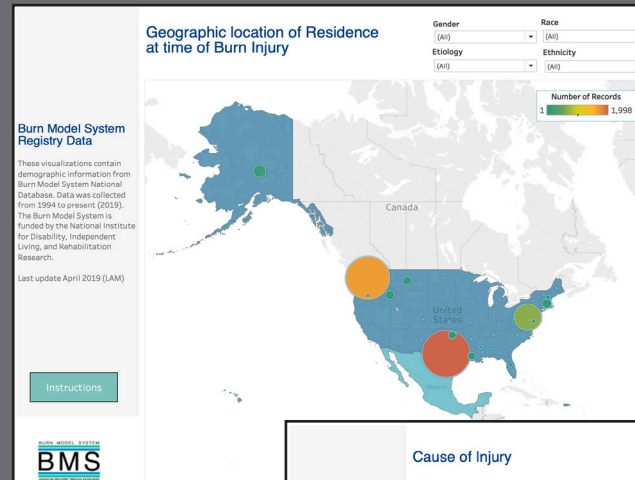 Geographic location of Residence
at time of Burn Injury
Gender
(All)
Race
(All)
Etiology
(All)
Ethnicity
(All)
Number of Records
1
1,998
Burn Model System
Registry Data
These visualizations contain
demographic information from
Burn Model System National
Database. Data was collected
from 1994 to present (2019).
The Burn Model System is
funded by the National Institute
for Disability, Independent
Living, and Rehabilitation
Research.
Last update April 2019 (LAM)
Canada
United
States
Mexico
Instructions
BURN MODEL SYSTEM
BMS
Cause of Injury